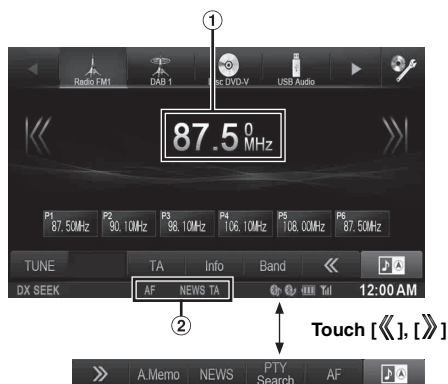 1
Radio FM1 DAB 1 Disc DVD-V USB Audio
87.50 MHz
P1 P2 P3 P4 P5 P6
87. 50MHz 90. 10MHz 98. 10MHz 106. 10MHz 108. 00MHz 87. 50MHz
TUNE TA Info Band 《
DX SEEK AF NEWS TA 12:00 AM
2
Touch [《], [》]
》 A.Memo NEWS PTY Search AF